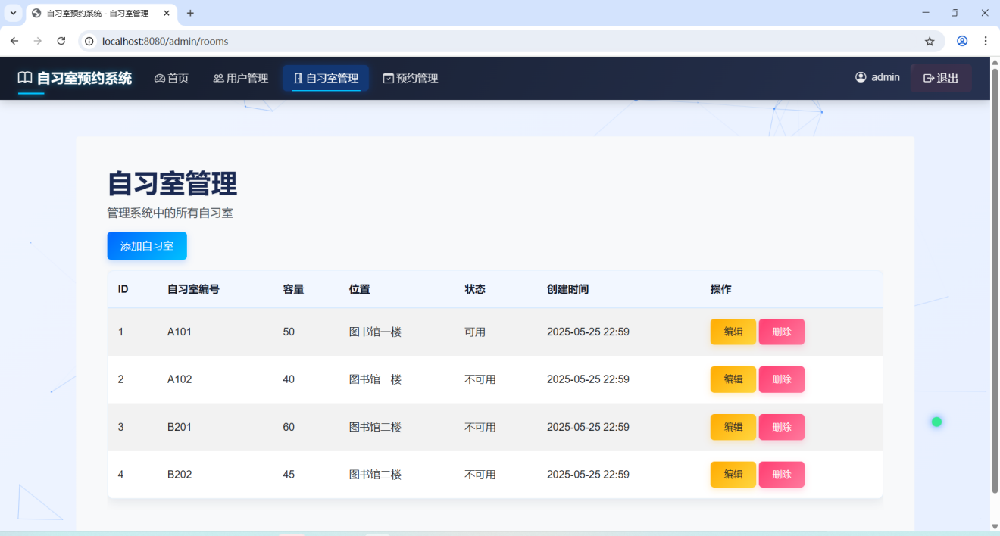 自习室预约系统 - 自习室管理
localhost:8080/admin/rooms
自习室预约系统 首页 用户管理 自习室管理 预约管理 admin 退出
自习室管理
管理系统中的所有自习室
添加自习室
ID 自习室编号 容量 位置 状态 创建时间 操作
1 A101 50 图书馆一楼 可用 2025-05-25 22:59 编辑 删除
2 A102 40 图书馆一楼 不可用 2025-05-25 22:59 编辑 删除
3 B201 60 图书馆二楼 不可用 2025-05-25 22:59 编辑 删除
4 B202 45 图书馆二楼 不可用 2025-05-25 22:59 编辑 删除